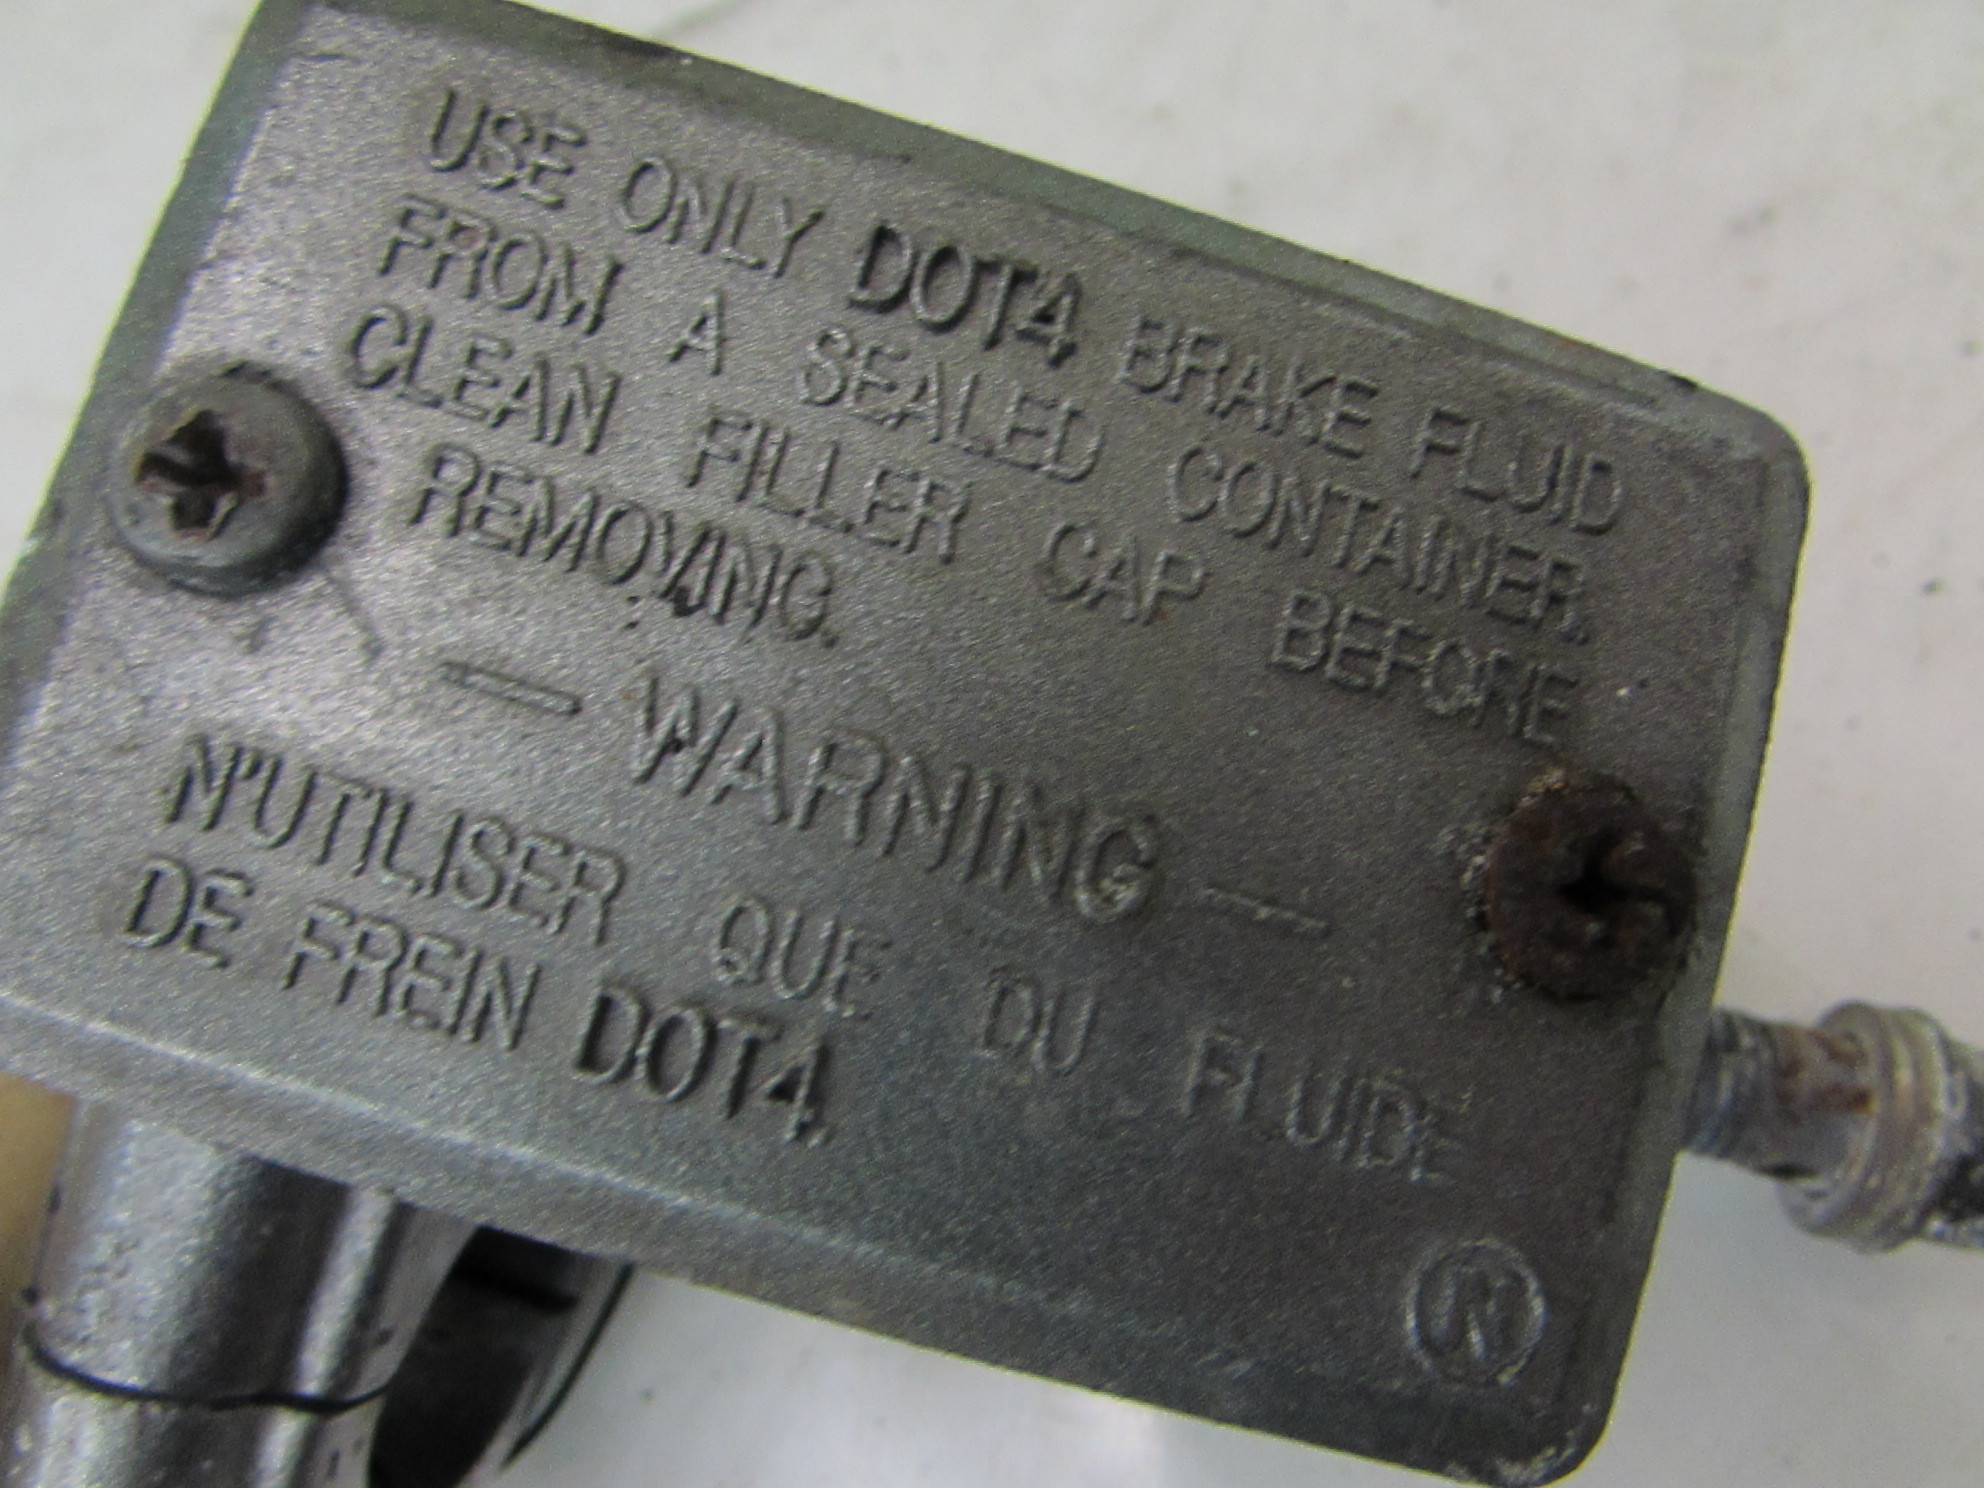 USE ONLY DOT4 BRAKE FLUID
FROM A SEALED CONTAINER.
CLEAN FILLER CAP BEFORE
REMOVING.
— WARNING —
N'UTILISER QUE DU FLUIDE
DE FREIN DOT4.